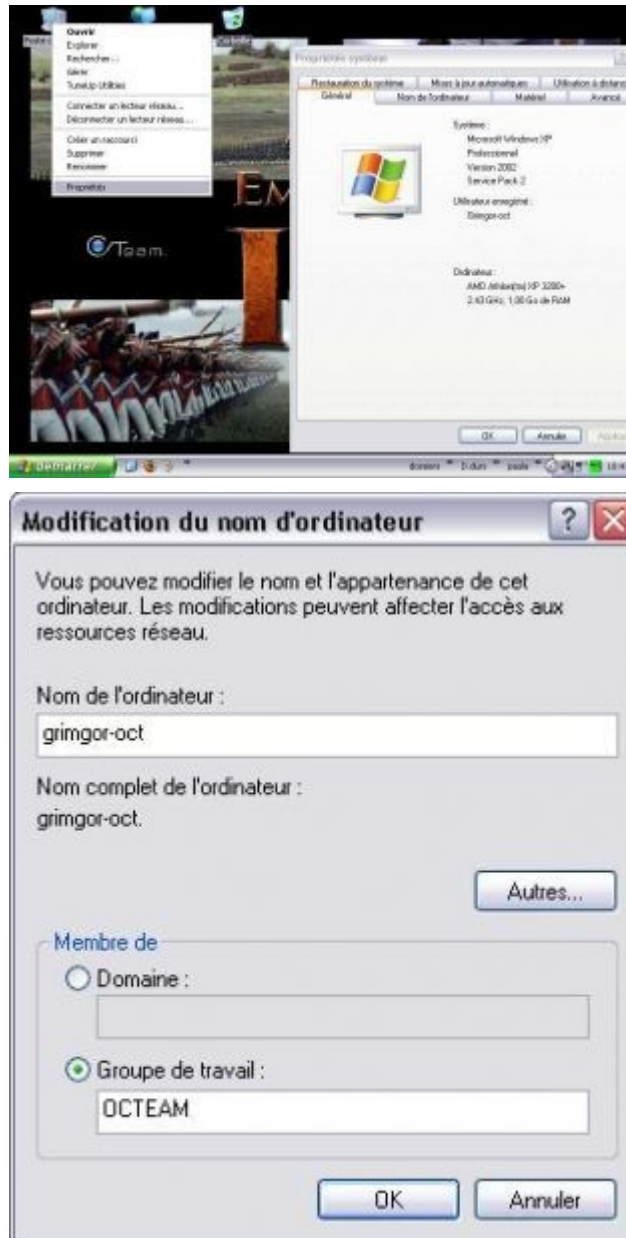 Ouvrir
Explorer
Rechercher...
Gérer
TuneUp Utilities
Connecter un lecteur réseau...
Déconnecter un lecteur réseau...
Créer un raccourci
Supprimer
Renommer
Propriétés
Team.
EM
Propriétés système
Restauration du système
Mises à jour automatiques
Utilisation à distance
Général
Nom de l'ordinateur
Matériel
Avancé
Système :
Microsoft Windows XP
Professionnel
Version 2002
Service Pack 2
Utilisateur enregistré :
Ordinateur :
AMD Athlon(tm) XP 3200+
1,00 Go de RAM
OK
Annuler
démarrer
dossiers
D.durs
Modification du nom d'ordinateur
Vous pouvez modifier le nom et l'appartenance de cet
ordinateur. Les modifications peuvent affecter l'accès aux
ressources réseau.
Nom de l'ordinateur :
grimgor-oct
Nom complet de l'ordinateur :
grimgor-oct.
Autres...
Membre de
Domaine :
Groupe de travail :
OCTEAM
OK
Annuler